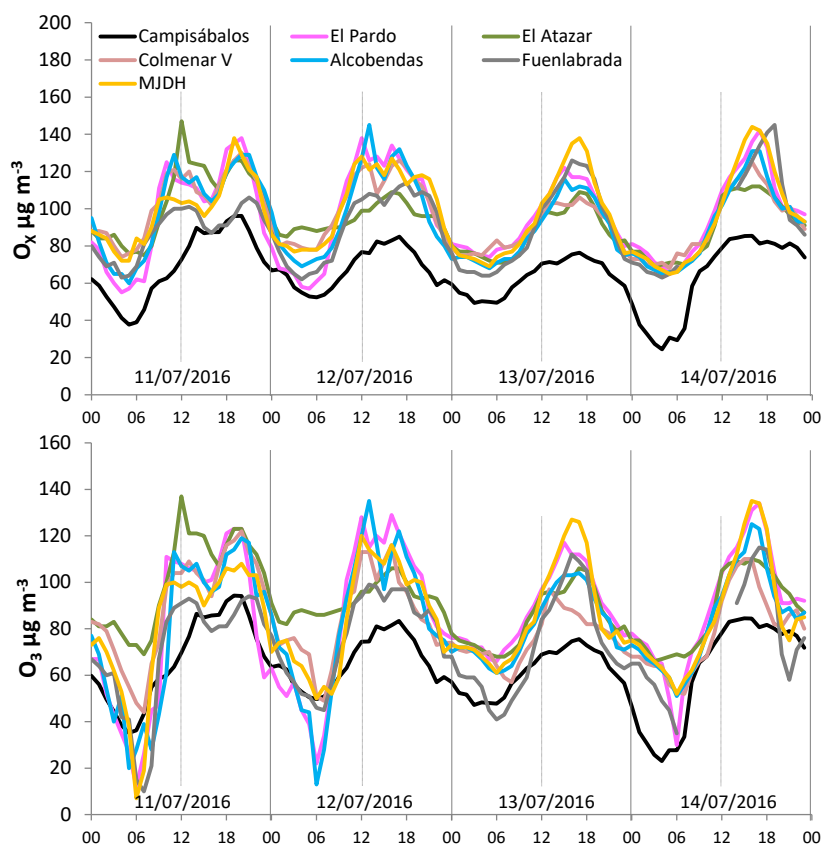 200
180
160
140
120
100
80
60
40
20
0
Oₓ µg m⁻³
Campisábalos El Pardo El Atazar
Colmenar V Alcobendas Fuenlabrada
MJDH
11/07/2016 12/07/2016 13/07/2016 14/07/2016
00 06 12 18 00 06 12 18 00 06 12 18 00 06 12 18 00
160
140
120
100
80
60
40
20
0
O₃ µg m⁻³
11/07/2016 12/07/2016 13/07/2016 14/07/2016
00 06 12 18 00 06 12 18 00 06 12 18 00 06 12 18 00